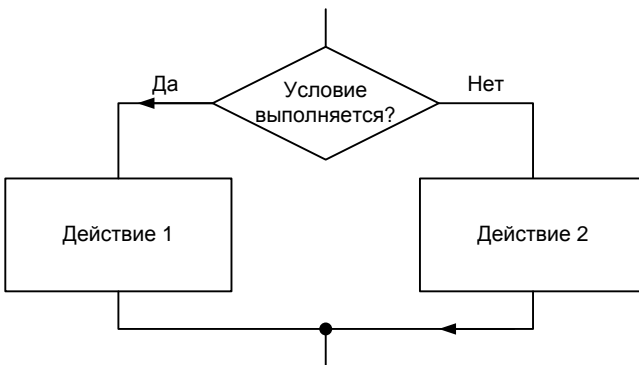 Да
Условие
выполняется?
Нет
Действие 1
Действие 2